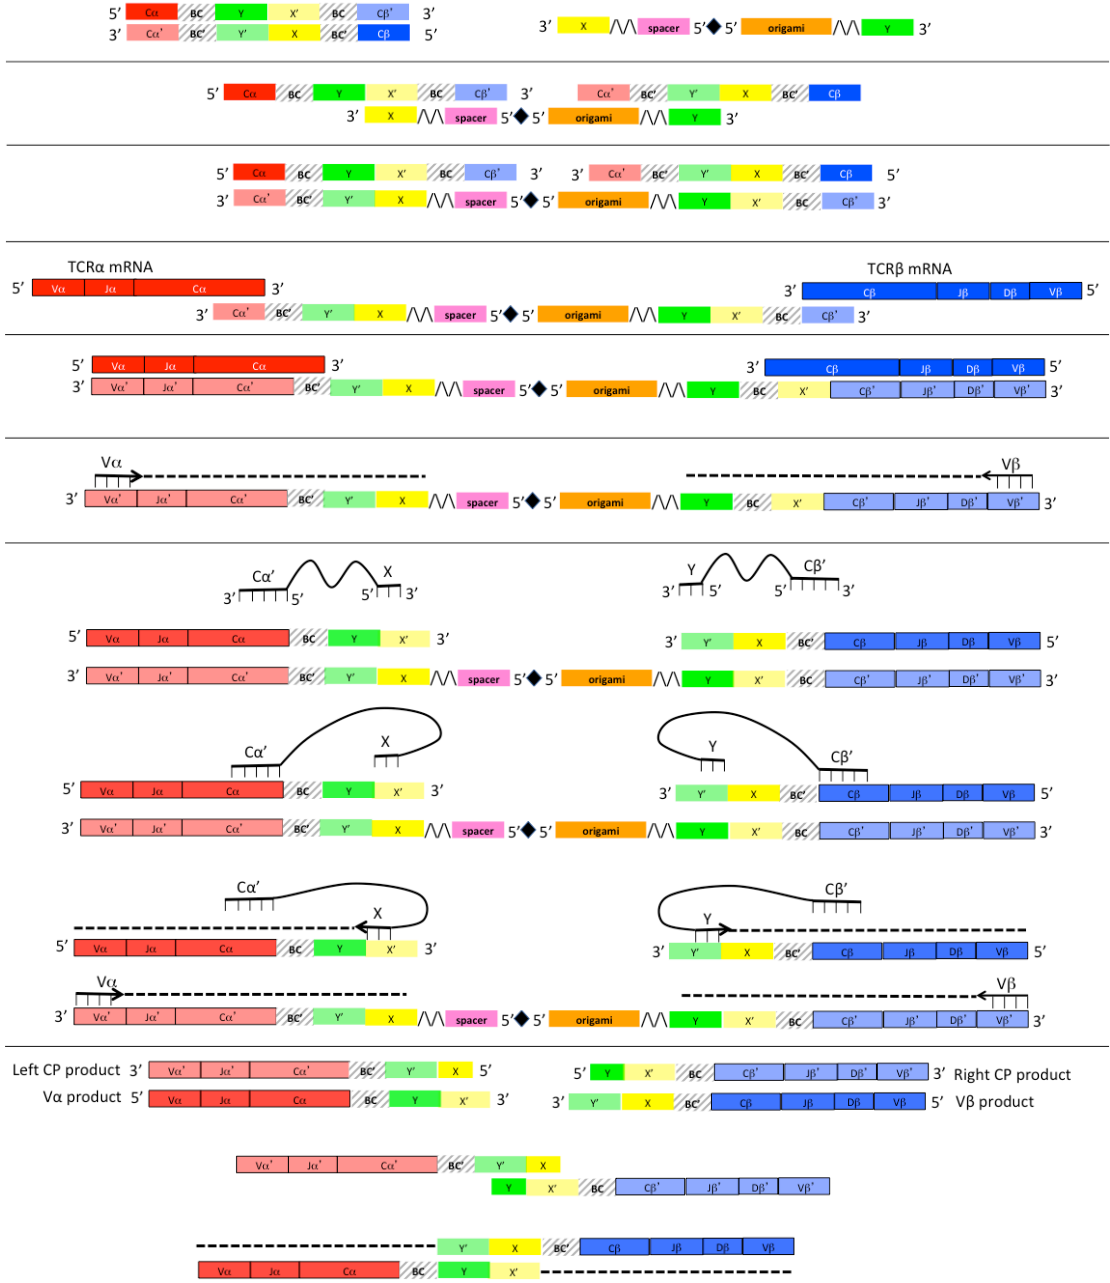 5’ Cα BC Y X’ BC Cβ’ 3’
3’ Cα’ BC’ Y’ X BC’ Cβ 5’
3’ X spacer 5’ 5’ origami Y 3’
5’ Cα BC Y X’ BC Cβ’ 3’ Cα’ BC’ Y’ X BC’ Cβ
3’ X spacer 5’ 5’ origami Y 3’
5’ Cα BC Y X’ BC Cβ’ 3’ 3’ Cα’ BC’ Y’ X BC’ Cβ 5’
3’ Cα’ BC’ Y’ X spacer 5’ 5’ origami Y X’ BC Cβ’ 3’
TCRα mRNA TCRβ mRNA
5’ Vα Jα Cα 3’ 3’ Cβ Jβ Dβ Vβ 5’
3’ Cα’ BC’ Y’ X spacer 5’ 5’ origami Y X’ BC Cβ’ 3’
5’ Vα Jα Cα 3’ 3’ Cβ Jβ Dβ Vβ 5’
3’ Vα’ Jα’ Cα’ BC’ Y’ X spacer 5’ 5’ origami Y BC X’ Cβ’ Jβ’ Dβ’ Vβ’ 3’
Vα Vβ
3’ Vα’ Jα’ Cα’ BC’ Y’ X spacer 5’ 5’ origami Y BC X’ Cβ’ Jβ’ Dβ’ Vβ’ 3’
Cα’ X Y Cβ’
3’ 5’ 5’ 3’ 3’ 5’ 5’ 3’
5’ Vα Jα Cα BC Y X’ 3’ Y’ X BC’ Cβ Jβ Dβ Vβ 5’
3’ Vα’ Jα’ Cα’ BC’ Y’ X spacer 5’ 5’ origami Y X’ BC Cβ’ Jβ’ Dβ’ Vβ’ 3’
Cα’ X Y Cβ’
5’ Vα Jα Cα BC Y X’ 3’ 3’ Y’ X BC’ Cβ Jβ Dβ Vβ 5’
3’ Vα’ Jα’ Cα’ BC’ Y’ X spacer 5’ 5’ origami Y X’ BC Cβ’ Jβ’ Dβ’ Vβ’ 3’
Cα’ Cβ’
X Y
5’ Vα Jα Cα BC Y X’ 3’ 3’ Y’ X BC’ Cβ Jβ Dβ Vβ 5’
Vα Vβ
3’ Vα’ Jα’ Cα’ BC’ Y’ X spacer 5’ 5’ origami Y X’ BC Cβ’ Jβ’ Dβ’ Vβ’ 3’
Left CP product 3’ Vα’ Jα’ Cα’ BC’ Y’ X 5’ 5’ Y X’ BC Cβ’ Jβ’ Dβ’ Vβ’ 3’ Right CP product
Vα product 5’ Vα Jα Cα BC Y X’ 3’ 3’ Y’ X BC’ Cβ Jβ Dβ Vβ 5’ Vβ product
Vα’ Jα’ Cα’ BC’ Y’ X
Y X’ BC Cβ’ Jβ’ Dβ’ Vβ’
Y’ X BC’ Cβ Jβ Dβ Vβ
Vα Jα Cα BC Y X’